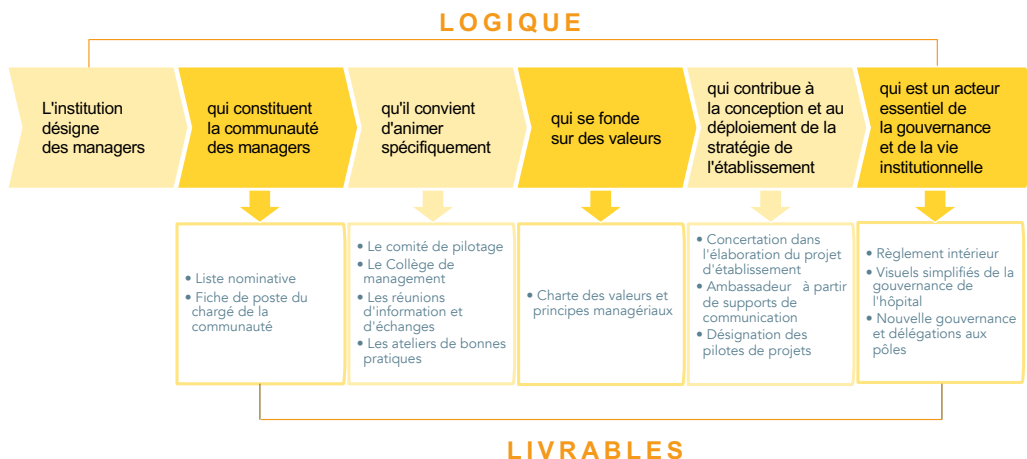 LOGIQUE
L'institution
désigne
des managers
qui constituent
la communauté
des managers
qu'il convient
d'animer
spécifiquement
qui se fonde
sur des valeurs
qui contribue à
la conception et au
déploiement de la
stratégie de
l'établissement
qui est un acteur
essentiel de
la gouvernance
et de la vie
institutionnelle
• Liste nominative
• Fiche de poste du
chargé de la
communauté
• Le comité de pilotage
• Le Collège de
management
• Les réunions
d'information et
d'échanges
• Les ateliers de bonnes
pratiques
• Charte des valeurs et
principes managériaux
• Concertation dans
l'élaboration du projet
d'établissement
• Ambassadeur à partir
de supports de
communication
• Désignation des
pilotes de projets
• Règlement intérieur
• Visuels simplifiés de la
gouvernance de
l'hôpital
• Nouvelle gouvernance
et délégations aux
pôles
LIVRABLES